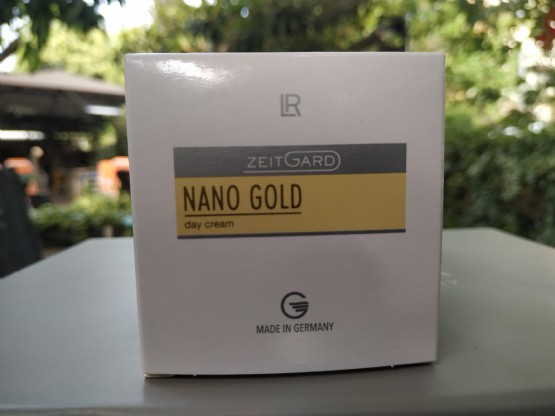 LR
ZEITGARD
NANO GOLD
day cream
G
MADE IN GERMANY